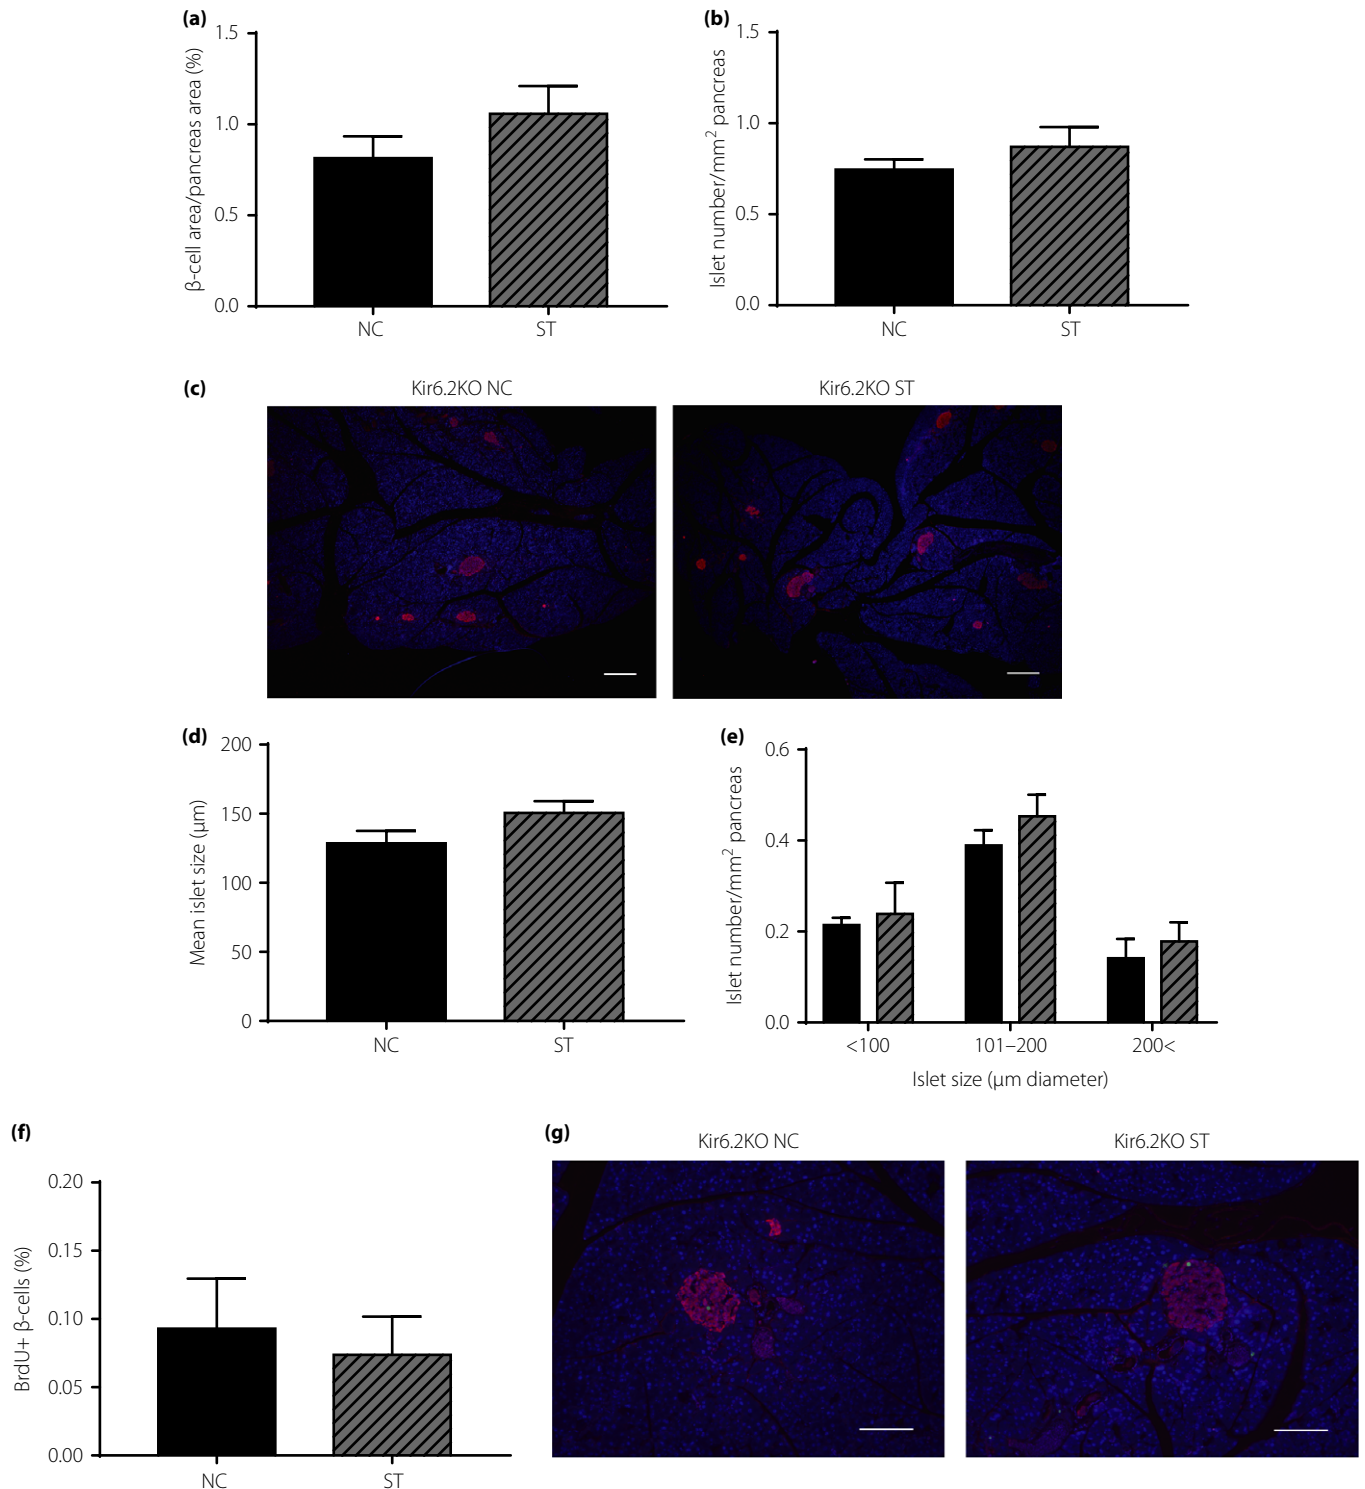 (a)
β-cell area/pancreas area (%)
1.5
1.0
0.5
0.0
NC
ST
(b)
Islet number/mm² pancreas
1.5
1.0
0.5
0.0
NC
ST
(c)
Kir6.2KO NC
Kir6.2KO ST
(d)
Mean islet size (μm)
200
150
100
50
0
NC
ST
(e)
Islet number/mm² pancreas
0.6
0.4
0.2
0.0
<100
101–200
200<
Islet size (μm diameter)
(f)
BrdU+ β-cells (%)
0.20
0.15
0.10
0.05
0.00
NC
ST
(g)
Kir6.2KO NC
Kir6.2KO ST